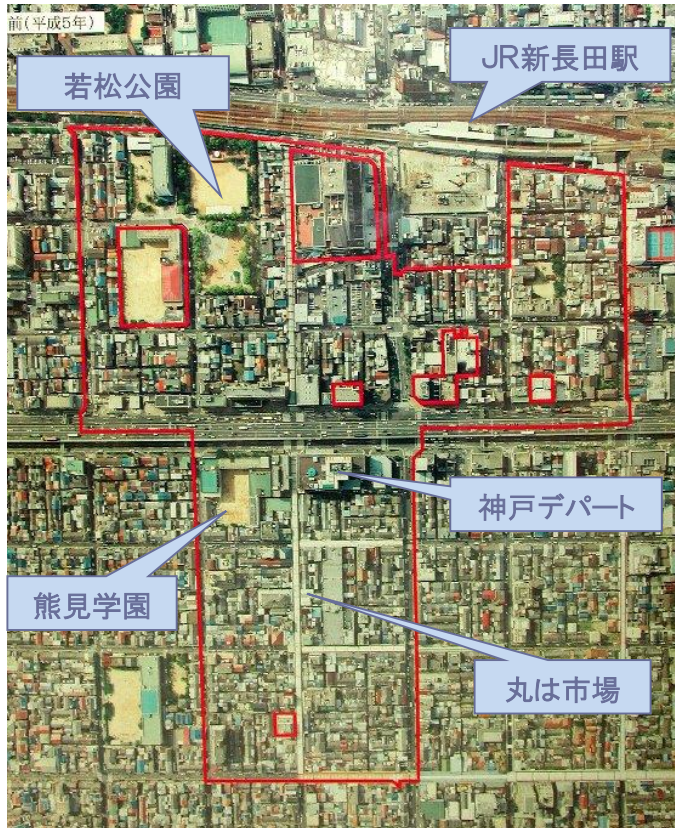 前(平成5年)
JR新長田駅
若松公園
神戸デパート
熊見学園
丸は市場